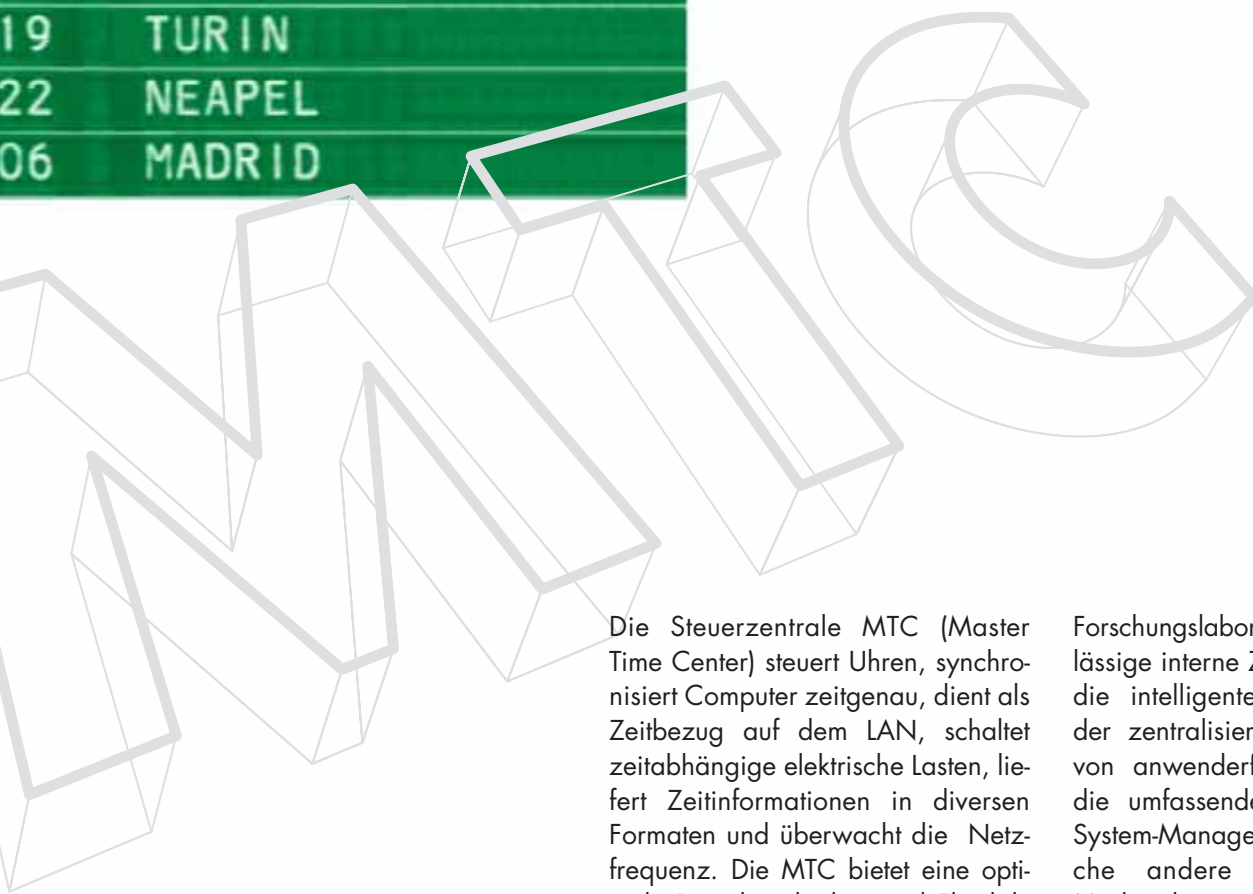 19 TURIN
22 NEAPEL
06 MADRID
MTC
Die Steuerzentrale MTC (Master
Time Center) steuert Uhren, synchro-
nisiert Computer zeitgenau, dient als
Zeitbezug auf dem LAN, schaltet
zeitabhängige elektrische Lasten, lie-
fert Zeitinformationen in diversen
Formaten und überwacht die Netz-
frequenz. Die MTC bietet eine opti-
Forschungslabor
lässige interne Z
die intelligente
der zentralisier
von anwenderf
die umfassende
System-Manage
che andere